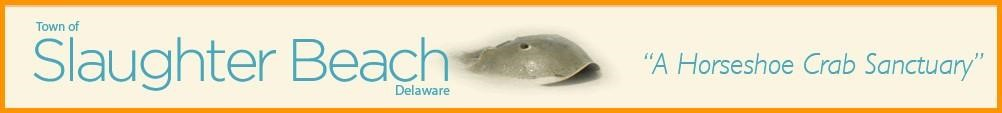 Town of
Slaughter Beach
Delaware
“A Horseshoe Crab Sanctuary”